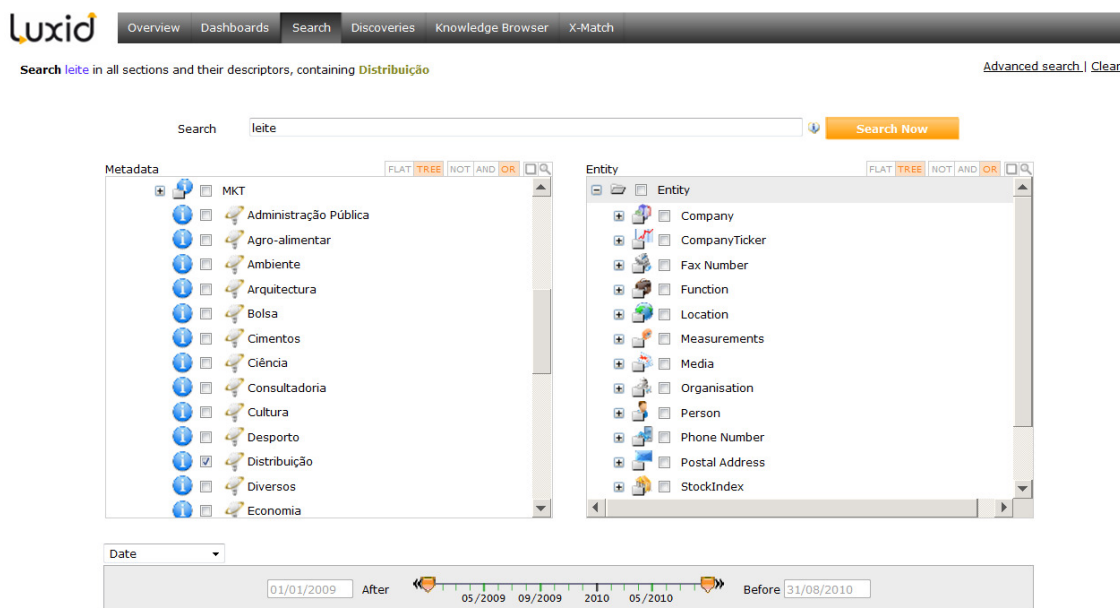 Luxid
Overview Dashboards Search Discoveries Knowledge Browser X-Match
Search leite in all sections and their descriptors, containing Distribuição
Advanced search | Clear
Search leite Search Now
Metadata FLAT TREE NOT AND OR
MKT
Administração Pública
Agro-alimentar
Ambiente
Arquitectura
Bolsa
Cimentos
Ciência
Consultadoria
Cultura
Desporto
Distribuição
Diversos
Economia
Entity FLAT TREE NOT AND OR
Entity
Company
CompanyTicker
Fax Number
Function
Location
Measurements
Media
Organisation
Person
Phone Number
Postal Address
StockIndex
Date
01/01/2009 After 05/2009 09/2009 2010 05/2010 Before 31/08/2010